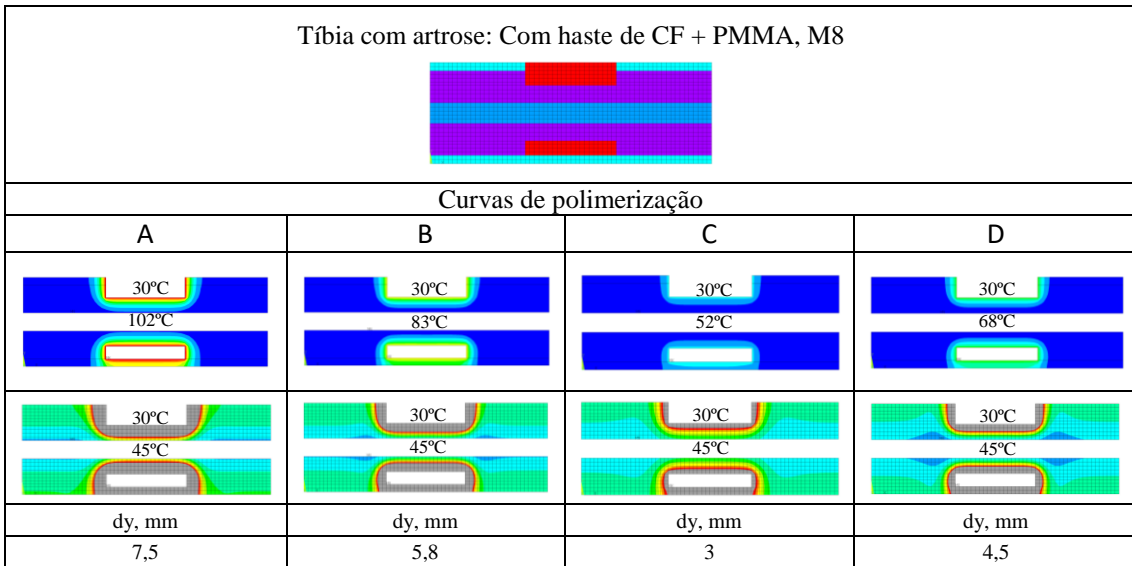 Tíbia com artrose: Com haste de CF + PMMA, M8
Curvas de polimerização
A B C D
30ºC 30ºC 30ºC 30ºC
102ºC 83ºC 52ºC 68ºC
30ºC 30ºC 30ºC 30ºC
45ºC 45ºC 45ºC 45ºC
dy, mm dy, mm dy, mm dy, mm
7,5 5,8 3 4,5